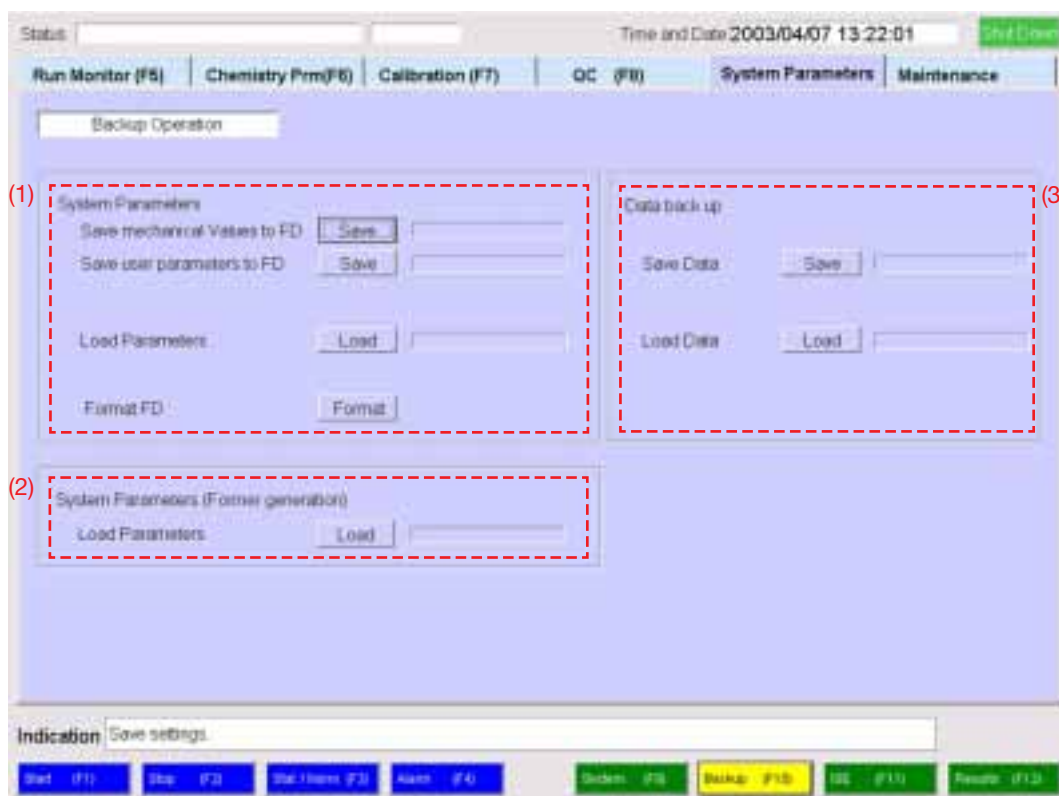 Status Time and Date 2003/04/07 13:22:01 Shut Down
Run Monitor (F5) Chemistry Prm(F6) Calibration (F7) QC (F8) System Parameters Maintenance
Backup Operation
(1)
System Parameters
Save mechanical Values to FD Save
Save user parameters to FD Save
Load Parameters Load
Format FD Format
(3
Data back up
Save Data Save
Load Data Load
(2)
System Parameters (Former generation)
Load Parameters Load
Indication Save settings.
Start (F1) Stop (F2) Stat / Norm (F3) Alarm (F4) System (F9) Backup (F10) (F11) Results (F12)